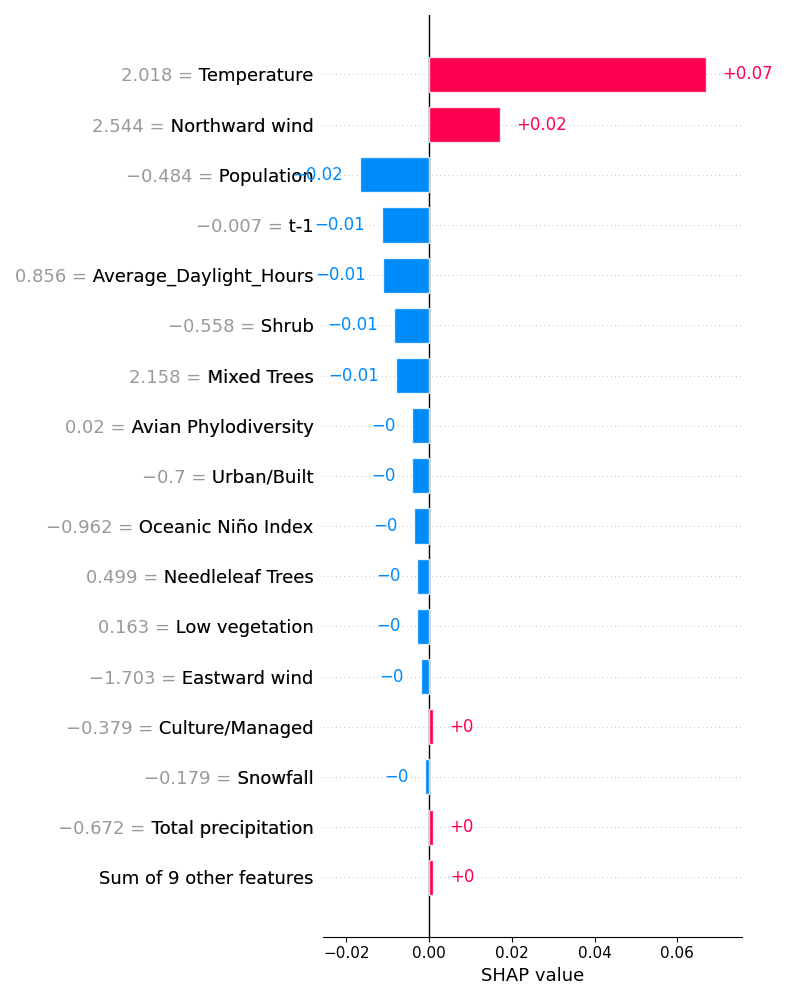 2.018 = Temperature +0.07
2.544 = Northward wind +0.02
−0.484 = Population −0.02
−0.007 = t-1 −0.01
0.856 = Average_Daylight_Hours −0.01
−0.558 = Shrub −0.01
2.158 = Mixed Trees −0.01
0.02 = Avian Phylodiversity −0
−0.7 = Urban/Built −0
−0.962 = Oceanic Niño Index −0
0.499 = Needleleaf Trees −0
0.163 = Low vegetation −0
−1.703 = Eastward wind −0
−0.379 = Culture/Managed +0
−0.179 = Snowfall −0
−0.672 = Total precipitation +0
Sum of 9 other features +0
−0.02 0.00 0.02 0.04 0.06
SHAP value